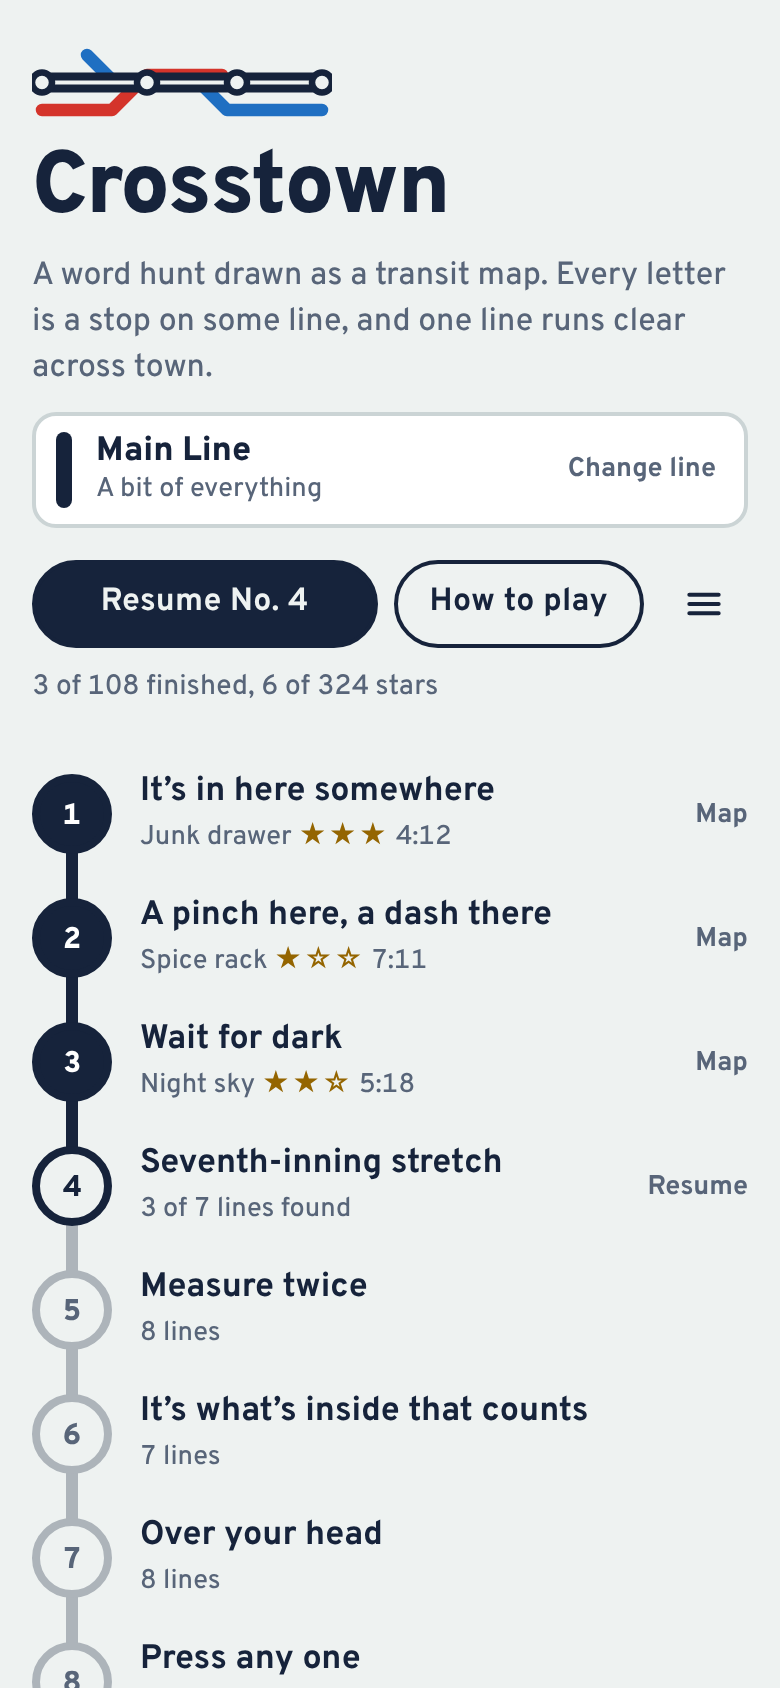 Crosstown
A word hunt drawn as a transit map. Every letter
is a stop on some line, and one line runs clear
across town.
Main Line
A bit of everything
Change line
Resume No. 4
How to play
3 of 108 finished, 6 of 324 stars
1
It’s in here somewhere
Junk drawer ★ ★ ★ 4:12
Map
2
A pinch here, a dash there
Spice rack ★ ☆ ☆ 7:11
Map
3
Wait for dark
Night sky ★ ★ ☆ 5:18
Map
4
Seventh-inning stretch
3 of 7 lines found
Resume
5
Measure twice
8 lines
6
It’s what’s inside that counts
7 lines
7
Over your head
8 lines
8
Press any one